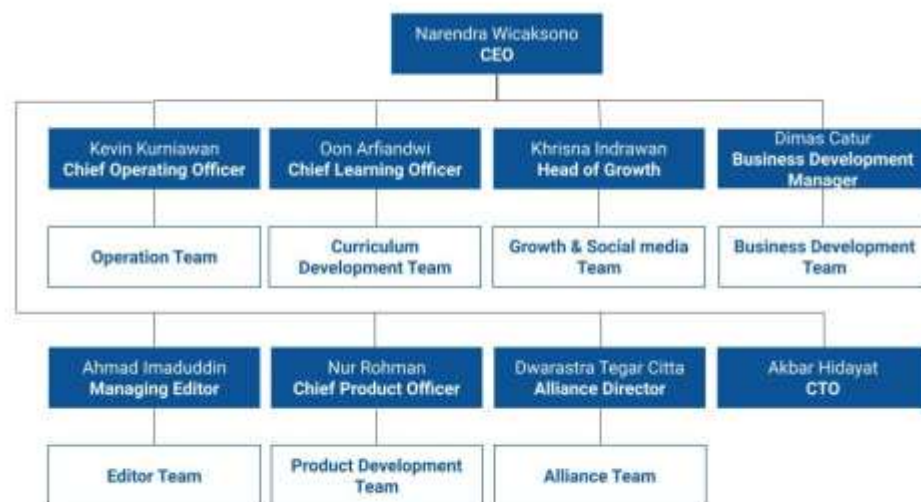 Narendra Wicaksono
CEO
Kevin Kurniawan
Chief Operating Officer
Oon Arfiandwi
Chief Learning Officer
Khrisna Indrawan
Head of Growth
Dimas Catur
Business Development
Manager
Operation Team
Curriculum
Development Team
Growth & Social media
Team
Business Development
Team
Ahmad Imaduddin
Managing Editor
Nur Rohman
Chief Product Officer
Dwarastra Tegar Citta
Alliance Director
Akbar Hidayat
CTO
Editor Team
Product Development
Team
Alliance Team